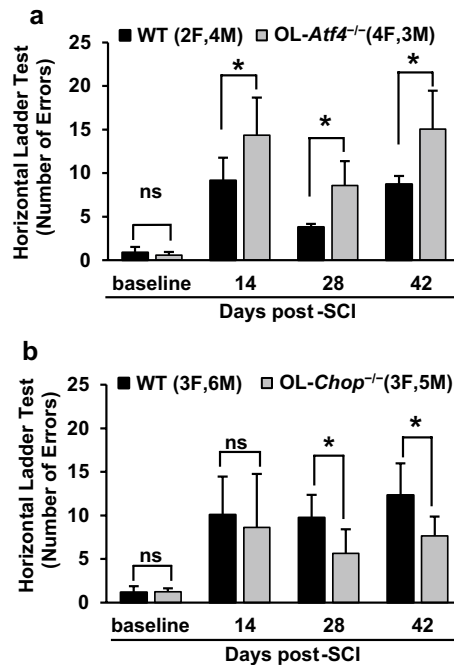 a
WT (2F,4M) OL-Atf4−/−(4F,3M)
Horizontal Ladder Test
(Number of Errors)
25
20
15
10
5
0
ns
*
*
*
baseline 14 28 42
Days post-SCI
b
WT (3F,6M) OL-Chop−/−(3F,5M)
Horizontal Ladder Test
(Number of Errors)
25
20
15
10
5
0
ns
ns
*
*
baseline 14 28 42
Days post-SCI